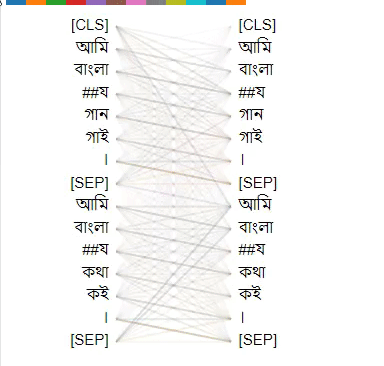 [CLS] [CLS]
আমি আমি
বাংলা বাংলা
##য ##য
গান গান
গাই গাই
। ।
[SEP] [SEP]
আমি আমি
বাংলা বাংলা
##য ##য
কথা কথা
কই কই
। ।
[SEP] [SEP]